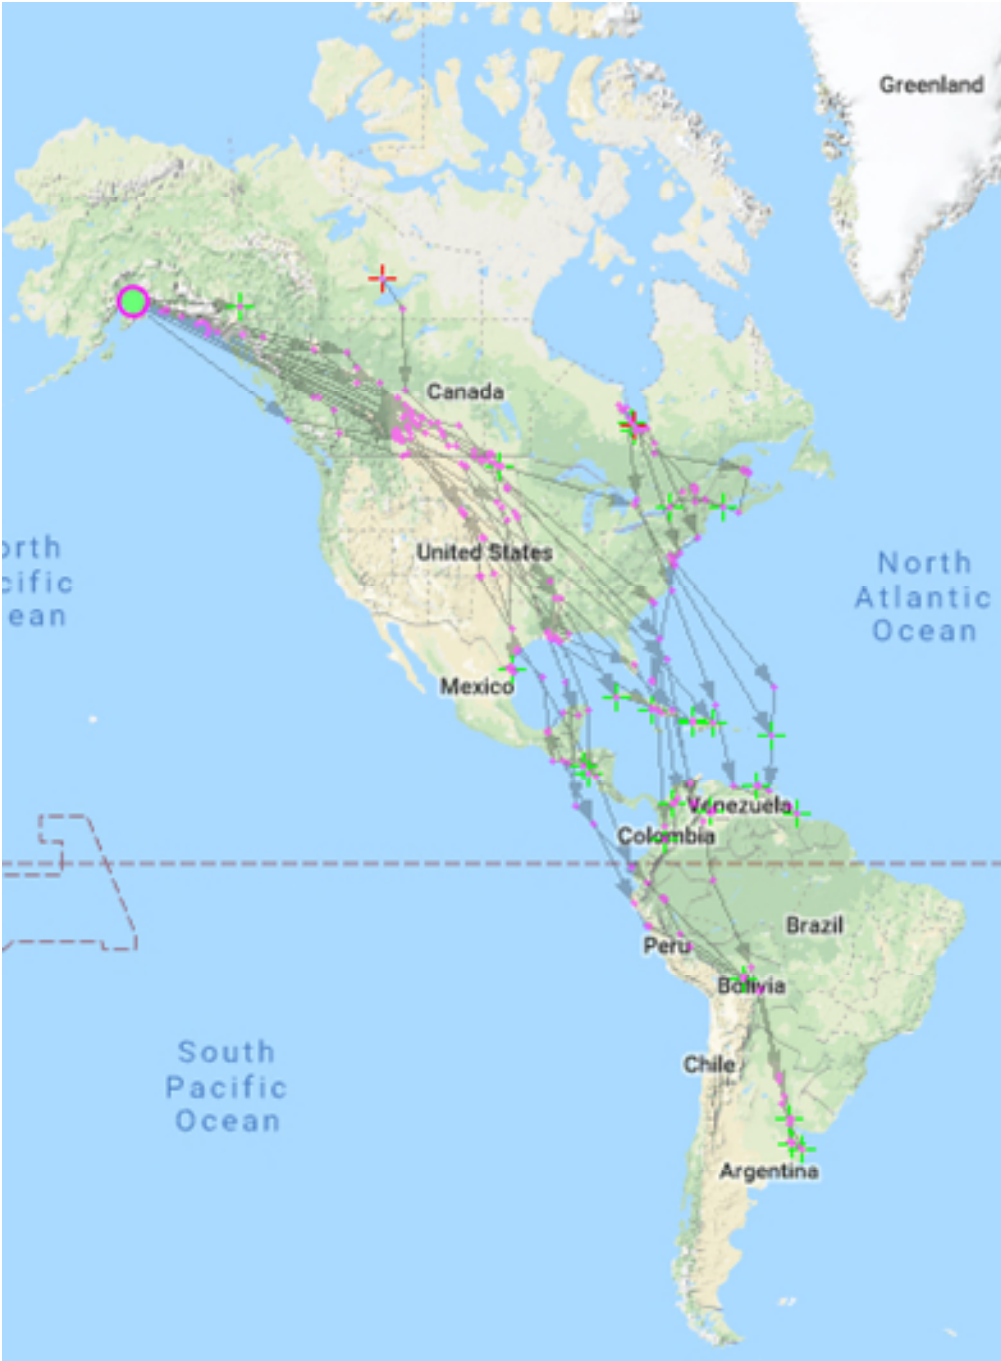 Greenland
Canada
orth
cific
ean
United States
North
Atlantic
Ocean
Mexico
Venezuela
Colombia
Brazil
Peru
Bolivia
South
Pacific
Ocean
Chile
Argentina